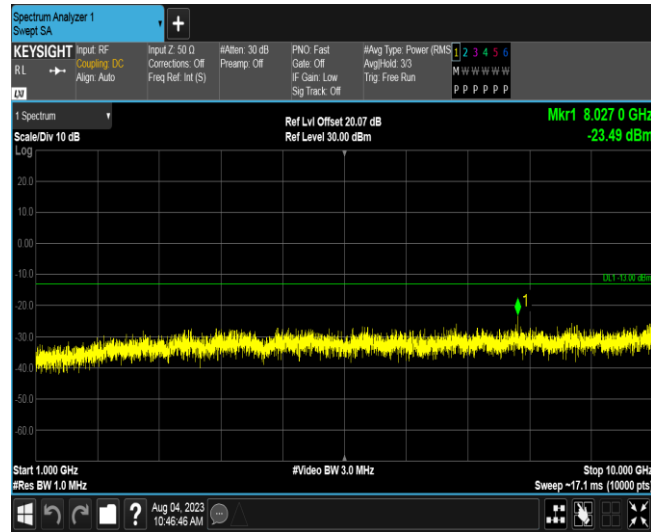 Spectrum Analyzer 1
Swept SA
KEYSIGHT
RL
LXI
Input: RF
Coupling: DC
Align: Auto
Input Z: 50 Ω
Corrections: Off
Freq Ref: Int (S)
#Atten: 30 dB
Preamp: Off
PNO: Fast
Gate: Off
IF Gain: Low
Sig Track: Off
#Avg Type: Power (RMS
Avg|Hold: 3/3
Trig: Free Run
1 2 3 4 5 6
M W W W W W
P P P P P P
1 Spectrum
Scale/Div 10 dB
Log
Ref Lvl Offset 20.07 dB
Ref Level 30.00 dBm
Mkr1 8.027 0 GHz
-23.49 dBm
20.0
10.0
0.00
-10.0
DL1 -13.00 dBm
-20.0
1
-30.0
-40.0
-50.0
-60.0
Start 1.000 GHz
#Res BW 1.0 MHz
#Video BW 3.0 MHz
Stop 10.000 GHz
Sweep ~17.1 ms (10000 pts)
?
Aug 04, 2023
10:46:46 AM